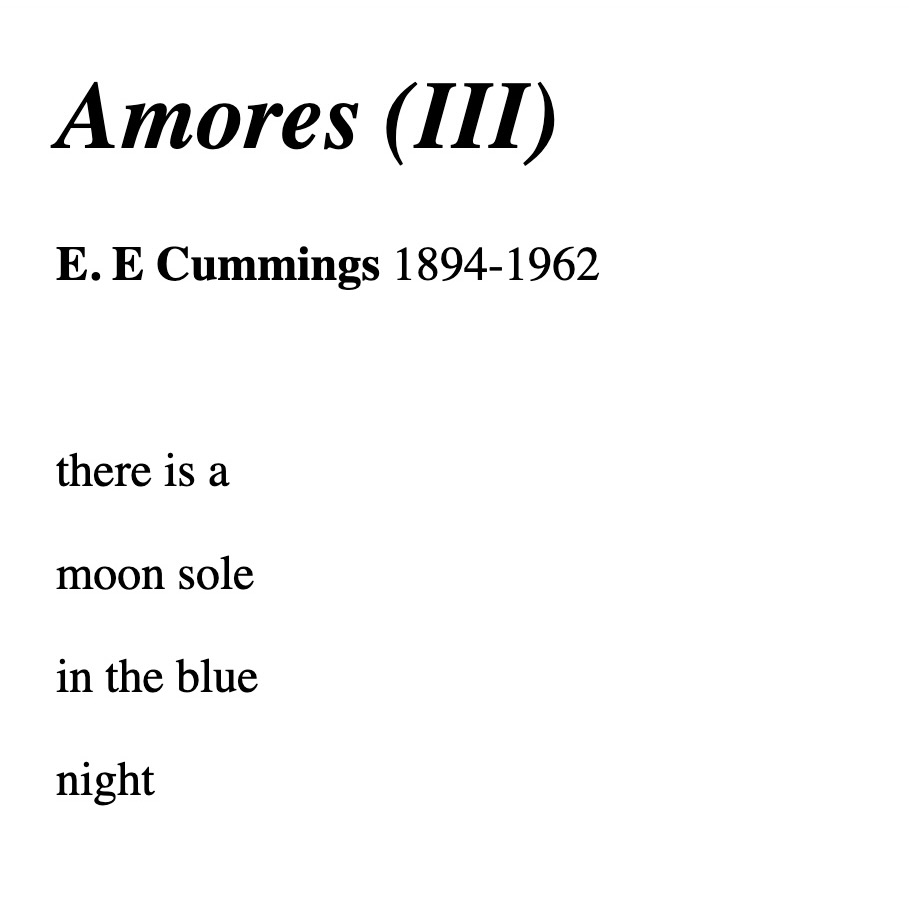 Amores (III)
E. E Cummings 1894-1962
there is a
moon sole
in the blue
night